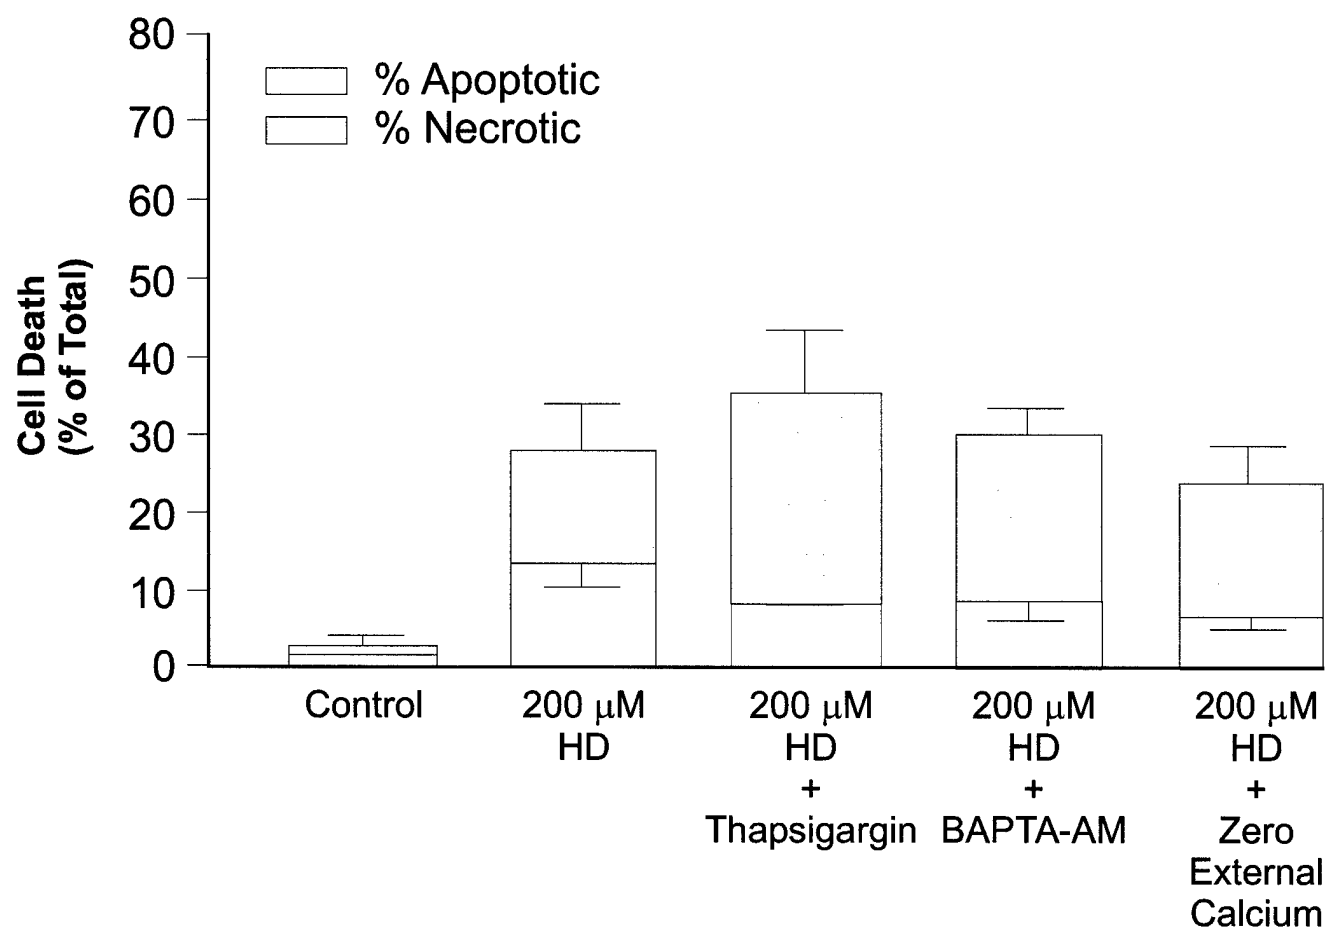 80
% Apoptotic
70
% Necrotic
60
50
40
30
20
10
0
Cell Death
(% of Total)
Control
200 μM
HD
200 μM
HD
+
Thapsigargin
200 μM
HD
+
BAPTA-AM
200 μM
HD
+
Zero
External
Calcium